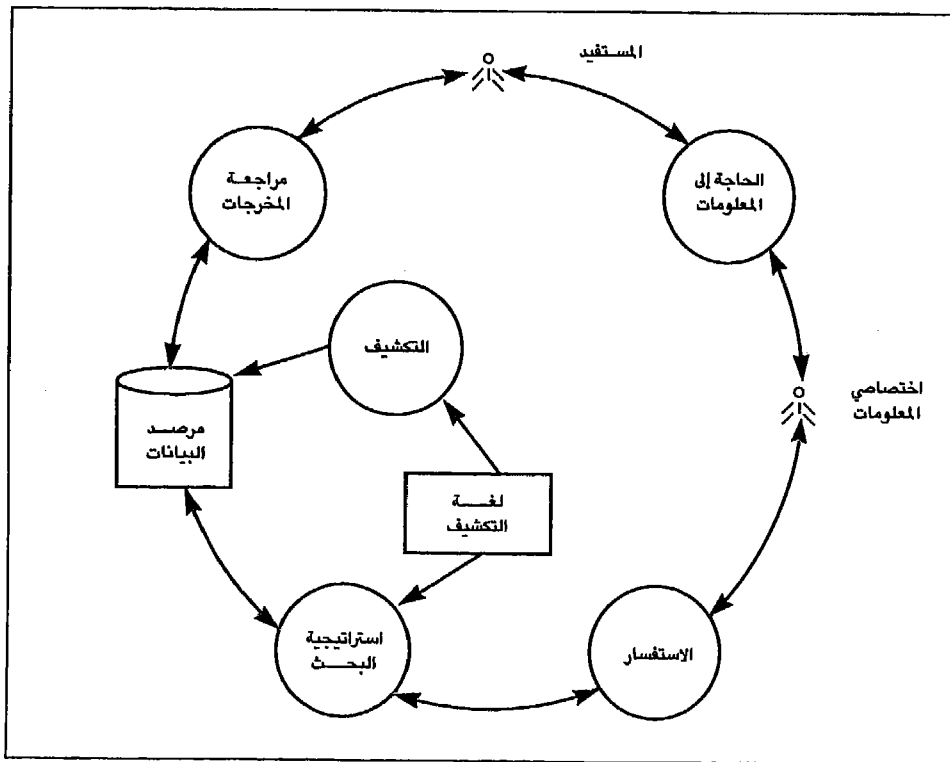 المستفيد
الحاجة إلى
المعلومات
مراجعة
المخرجات
التكشيف
اختصاصي
المعلومات
مرصد
البيانات
لغة
التكشيف
استراتيجية
البحث
الاستفسار